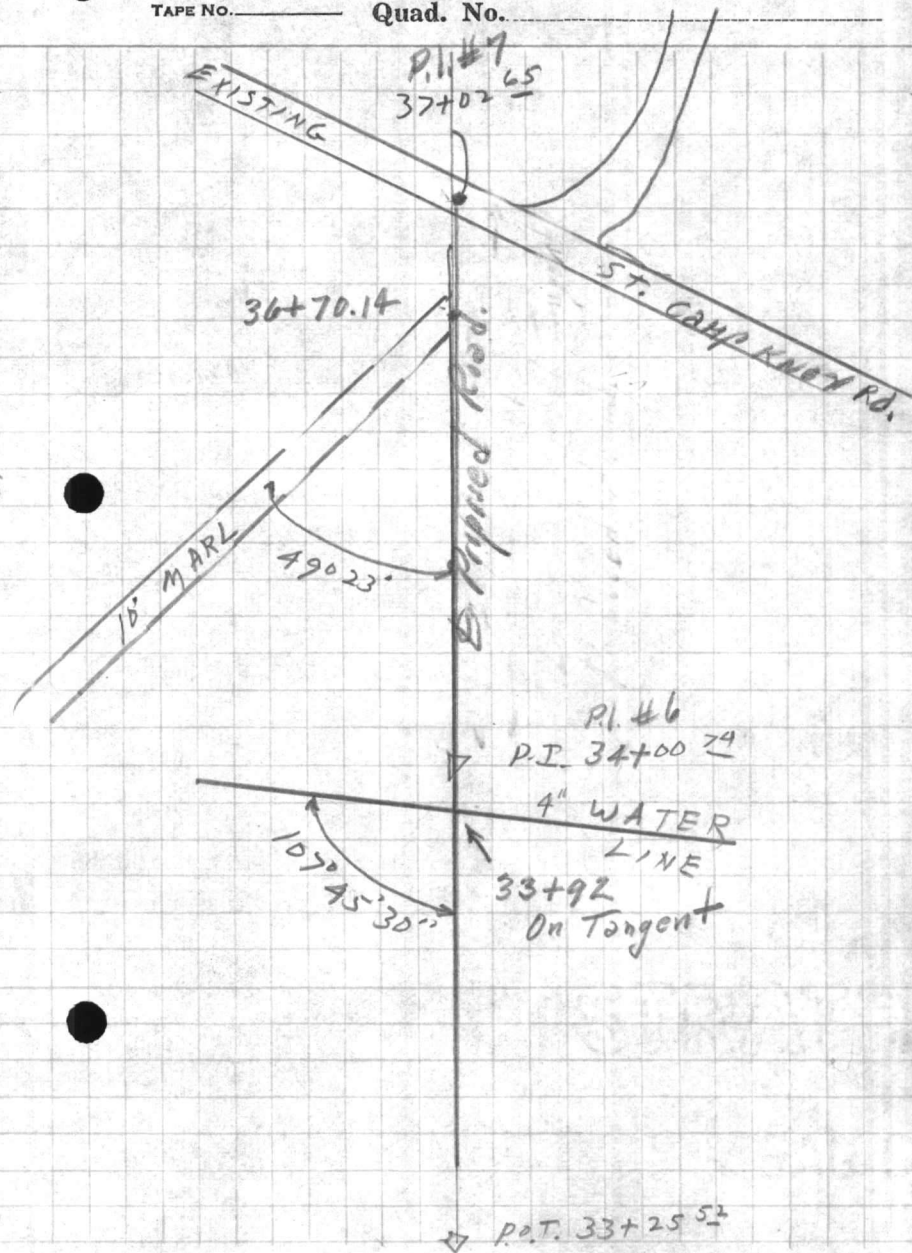 TAPE NO. Quad. No.
P.I. #7
37+02 65
EXISTING
ST. CAMP KNOX RD.
36+70.14
℄ Proposed Road.
10' MARL
49° 23'
P.I. #6
P.I. 34+00 74
4" WATER
LINE
107°
45' 30"
33+92
On Tangent
P.O.T. 33+25 52